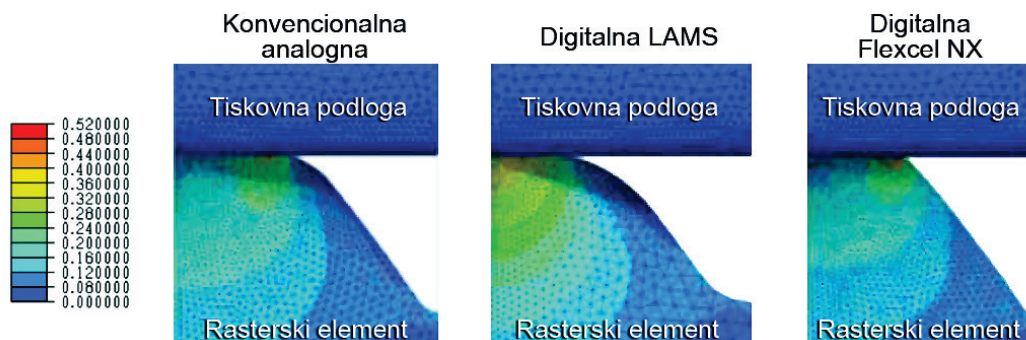 Konvencionalna
analogna
Digitalna LAMS
Digitalna
Flexcel NX
Tiskovna podloga
Tiskovna podloga
Tiskovna podloga
0.520000
0.480000
0.440000
0.400000
0.360000
0.320000
0.280000
0.240000
0.200000
0.160000
0.120000
0.080000
0.000000
Rasterski element
Rasterski element
Rasterski element